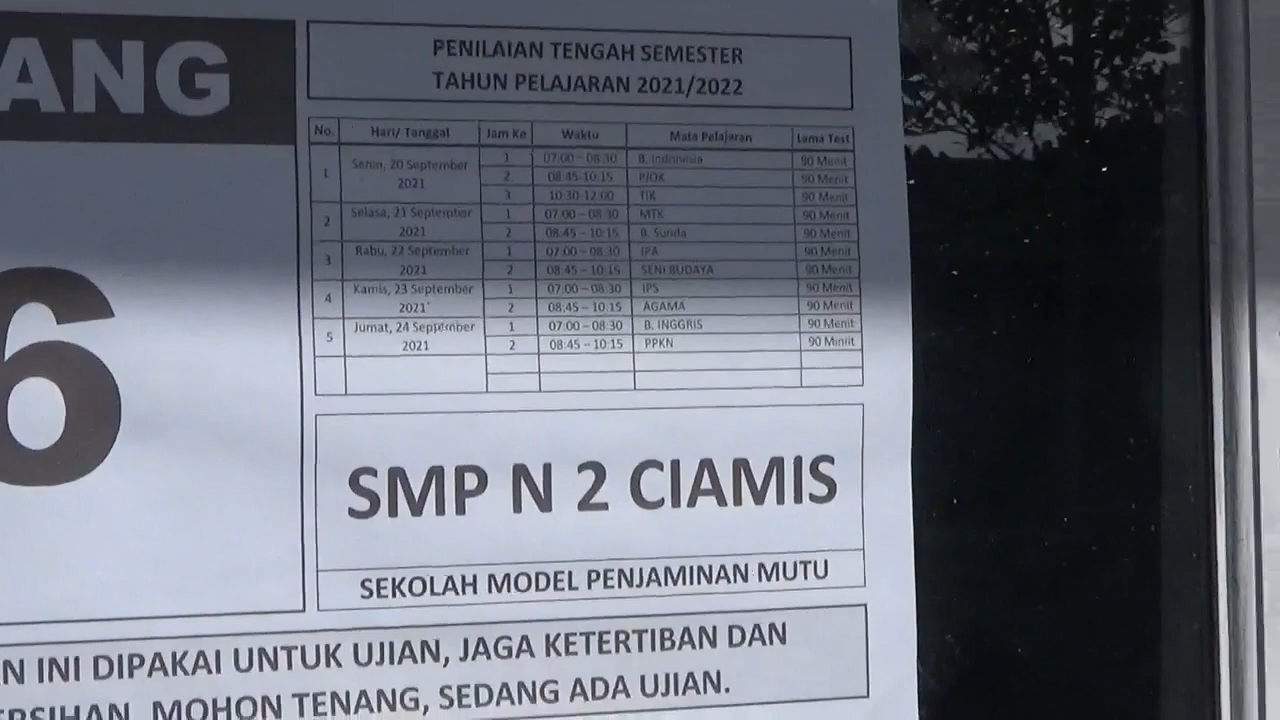 ANG
6
PENILAIAN TENGAH SEMESTER
TAHUN PELAJARAN 2021/2022
No. Hari/ Tanggal Jam Ke Waktu Mata Pelajaran Lama Test
1 Senin, 20 September 2021 1 07:00 – 08:30 B. Indonesia 90 Menit
2 08:45-10:15 PJOK 90 Menit
3 10:30-12:00 TIK 90 Menit
2 Selasa, 21 September 2021 1 07:00 – 08:30 MTK 90 Menit
2 08:45 – 10:15 B. Sunda 90 Menit
3 Rabu, 22 September 2021 1 07:00 – 08:30 IPA 90 Menit
2 08:45 – 10:15 SENI BUDAYA 90 Menit
4 Kamis, 23 September 2021 1 07:00 – 08:30 IPS 90 Menit
2 08:45 – 10:15 AGAMA 90 Menit
5 Jumat, 24 September 2021 1 07:00 – 08:30 B. INGGRIS 90 Menit
2 08:45 – 10:15 PPKN 90 Menit
SMP N 2 CIAMIS
SEKOLAH MODEL PENJAMINAN MUTU
N INI DIPAKAI UNTUK UJIAN, JAGA KETERTIBAN DAN
ERSIHAN, MOHON TENANG, SEDANG ADA UJIAN.